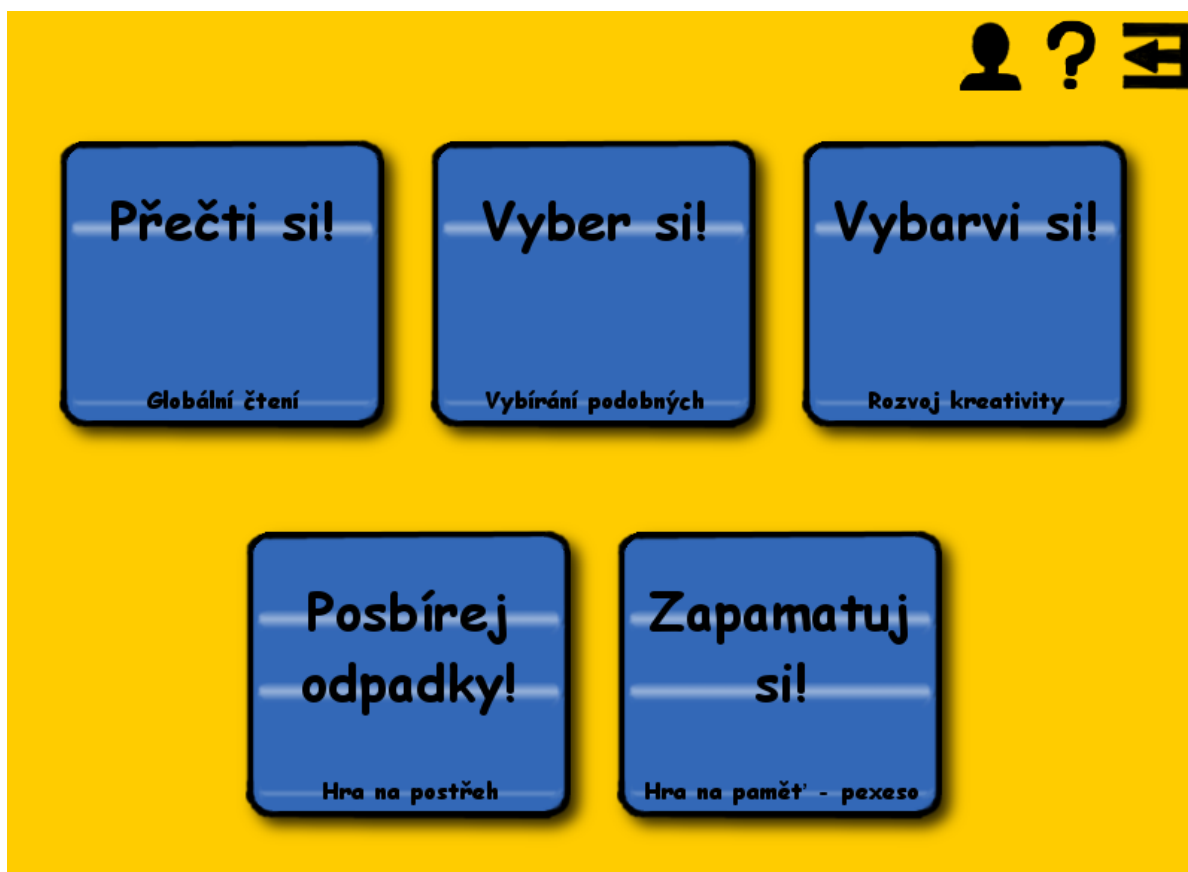 ?
Přečti si!
Globální čtení
Vyber si!
Vybírání podobných
Vybarvi si!
Rozvoj kreativity
Posbírej
odpadky!
Hra na postřeh
Zapamatuj
si!
Hra na paměť - pexeso